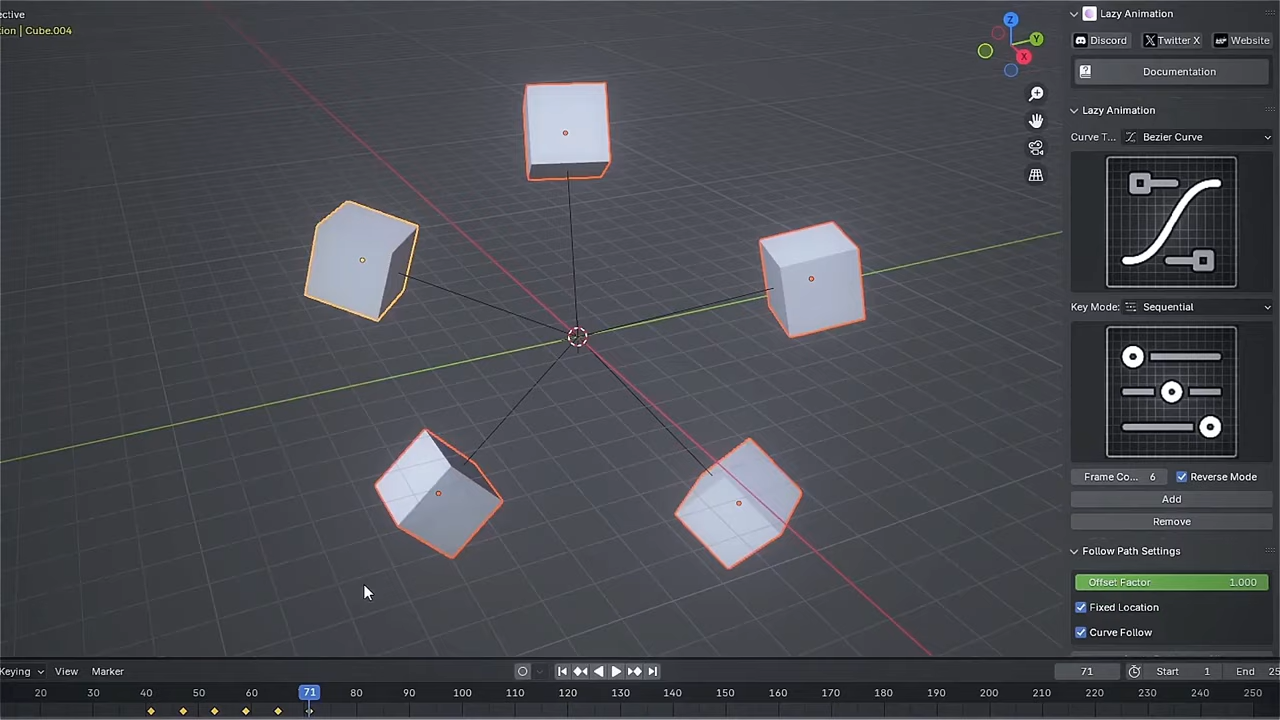 ective
ion | Cube.004
Z
Y
X
Lazy Animation
Discord
Twitter X
Website
Documentation
Lazy Animation
Curve T... Bezier Curve
Key Mode: Sequential
Frame Co... 6 Reverse Mode
Add
Remove
Follow Path Settings
Offset Factor 1.000
Fixed Location
Curve Follow
Keying View Marker 71 Start 1 End 25
20 30 40 50 60 71 80 90 100 110 120 130 140 150 160 170 180 190 200 210 220 230 240 250